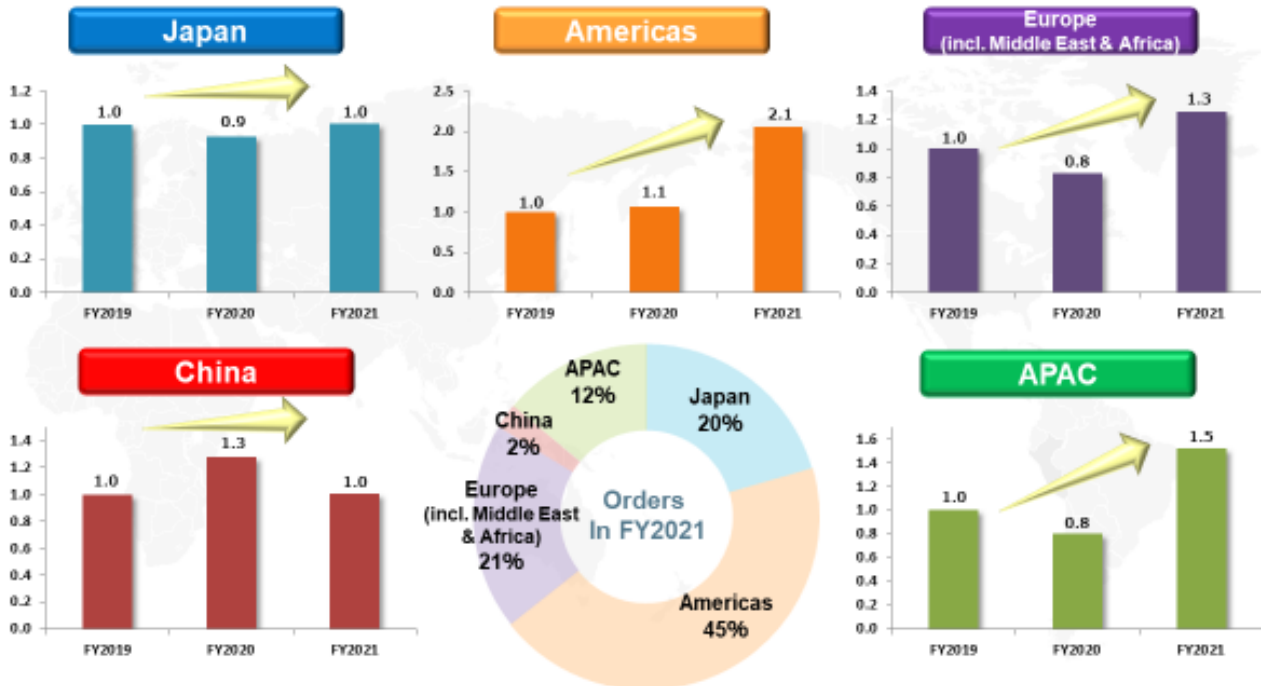 Japan
1.2
1.0
0.8
0.6
0.4
0.2
0.0
1.0
0.9
1.0
FY2019
FY2020
FY2021
Americas
2.5
2.0
1.5
1.0
0.5
0.0
1.0
1.1
2.1
FY2019
FY2020
FY2021
Europe
(incl. Middle East & Africa)
1.4
1.2
1.0
0.8
0.6
0.4
0.2
0.0
1.0
0.8
1.3
FY2019
FY2020
FY2021
China
1.4
1.2
1.0
0.8
0.6
0.4
0.2
0.0
1.0
1.3
1.0
FY2019
FY2020
FY2021
APAC
12%
Japan
20%
China
2%
Europe
(incl. Middle East
& Africa)
21%
Orders
In FY2021
Americas
45%
APAC
1.6
1.4
1.2
1.0
0.8
0.6
0.4
0.2
0.0
1.0
0.8
1.5
FY2019
FY2020
FY2021